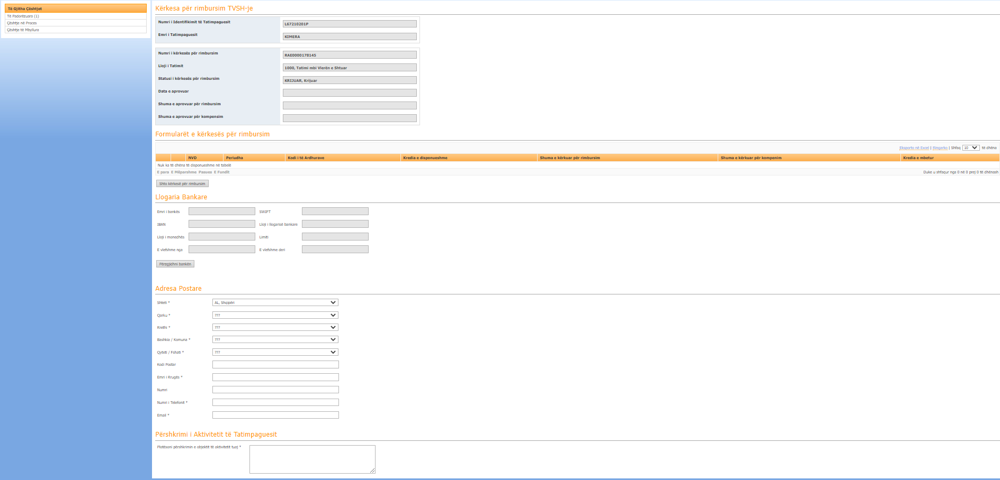 Të Gjitha Çështjet
Të Padorëzuara (1)
Çështje në Proces
Çështje të Mbyllura
Kërkesa për rimbursim TVSH-je
Numri i Identifikimit të Tatimpaguesit L67210201P
Emri i Tatimpaguesit KIMERA
Numri i kërkesës për rimbursim RAE0000178145
Lloji i Tatimit 1000, Tatimi mbi Vlerën e Shtuar
Statusi i kërkesës për rimbursim KRIJUAR, Krijuar
Data e aprovuar
Shuma e aprovuar për rimbursim
Shuma e aprovuar për kompensim
Formularët e kërkesës për rimbursim
Eksporto në Excel | Ringarko | Shfaq 10 të dhëna
NVD Periudha Kodi i të Ardhurave Kredia e disponueshme Shuma e kërkuar për rimbursim Shuma e kërkuar për kompenim Kredia e mbetur
Nuk ka të dhëna të disponueshme në tabelë
E para E Mëparshme Pasues E Fundit Duke u shfaqur nga 0 në 0 prej 0 të dhënash
Shto kërkesë për rimbursim
Llogaria Bankare
Emri i bankës SWIFT
IBAN Lloji i llogarisë bankare
Lloji i monedhës Limiti
E vlefshme nga E vlefshme deri
Përzgjidhni bankën
Adresa Postare
Shteti * AL, Shqipëri
Qarku * ???
Rrethi * ???
Bashkia / Komuna * ???
Qyteti / Fshati * ???
Kodi Postar
Emri i Rrugës *
Numri
Numri i Telefonit *
Email *
Përshkrimi i Aktivitetit të Tatimpaguesit
Plotësoni përshkrimin e objektit të aktivitetit tuaj *